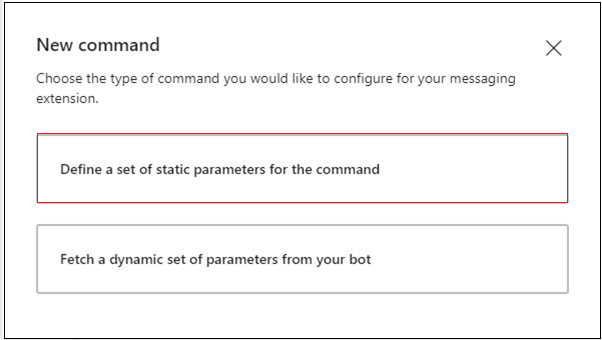 New command
Choose the type of command you would like to configure for your messaging
extension.
Define a set of static parameters for the command
Fetch a dynamic set of parameters from your bot